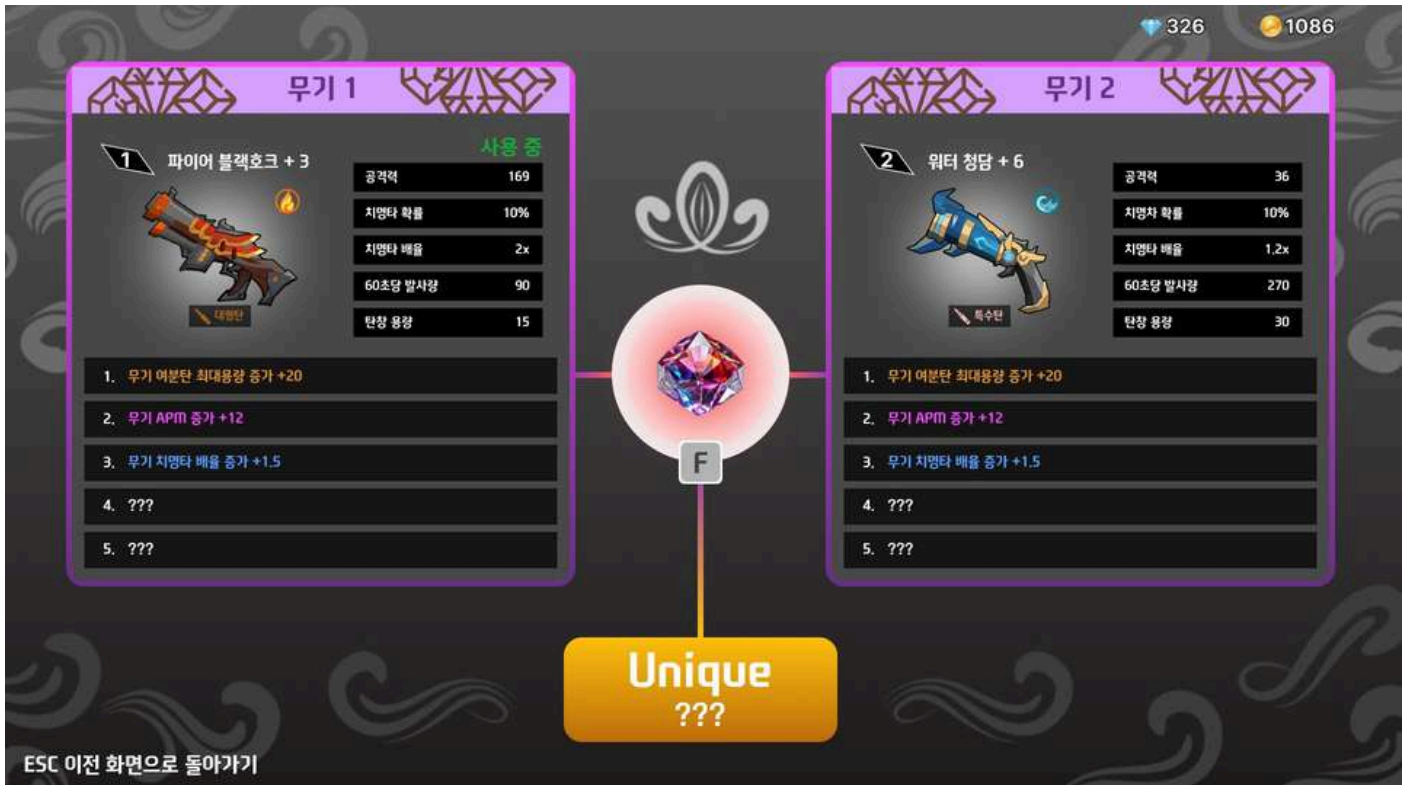 326 1086
무기 1
1 파이어 블랙호크 + 3
사용 중
공격력 169
치명타 확률 10%
치명타 배율 2x
60초당 발사량 90
탄창 용량 15
대형탄
1. 무기 여분탄 최대용량 증가 +20
2. 무기 APM 증가 +12
3. 무기 치명타 배율 증가 +1.5
4. ???
5. ???
무기 2
2 워터 청담 + 6
공격력 36
치명차 확률 10%
치명타 배율 1.2x
60초당 발사량 270
탄창 용량 30
특수탄
1. 무기 여분탄 최대용량 증가 +20
2. 무기 APM 증가 +12
3. 무기 치명타 배율 증가 +1.5
4. ???
5. ???
F
Unique
???
ESC 이전 화면으로 돌아가기